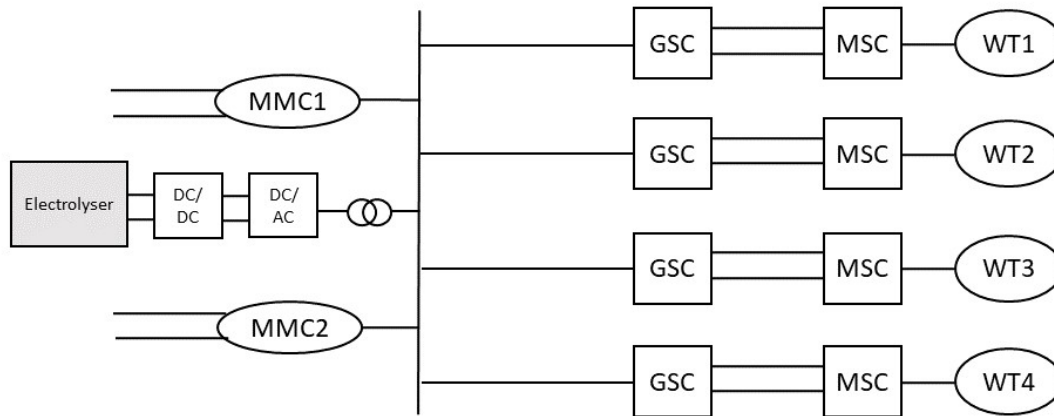 GSC
MSC
WT1
MMC1
GSC
MSC
WT2
Electrolyser
DC/
DC
DC/
AC
GSC
MSC
WT3
MMC2
GSC
MSC
WT4